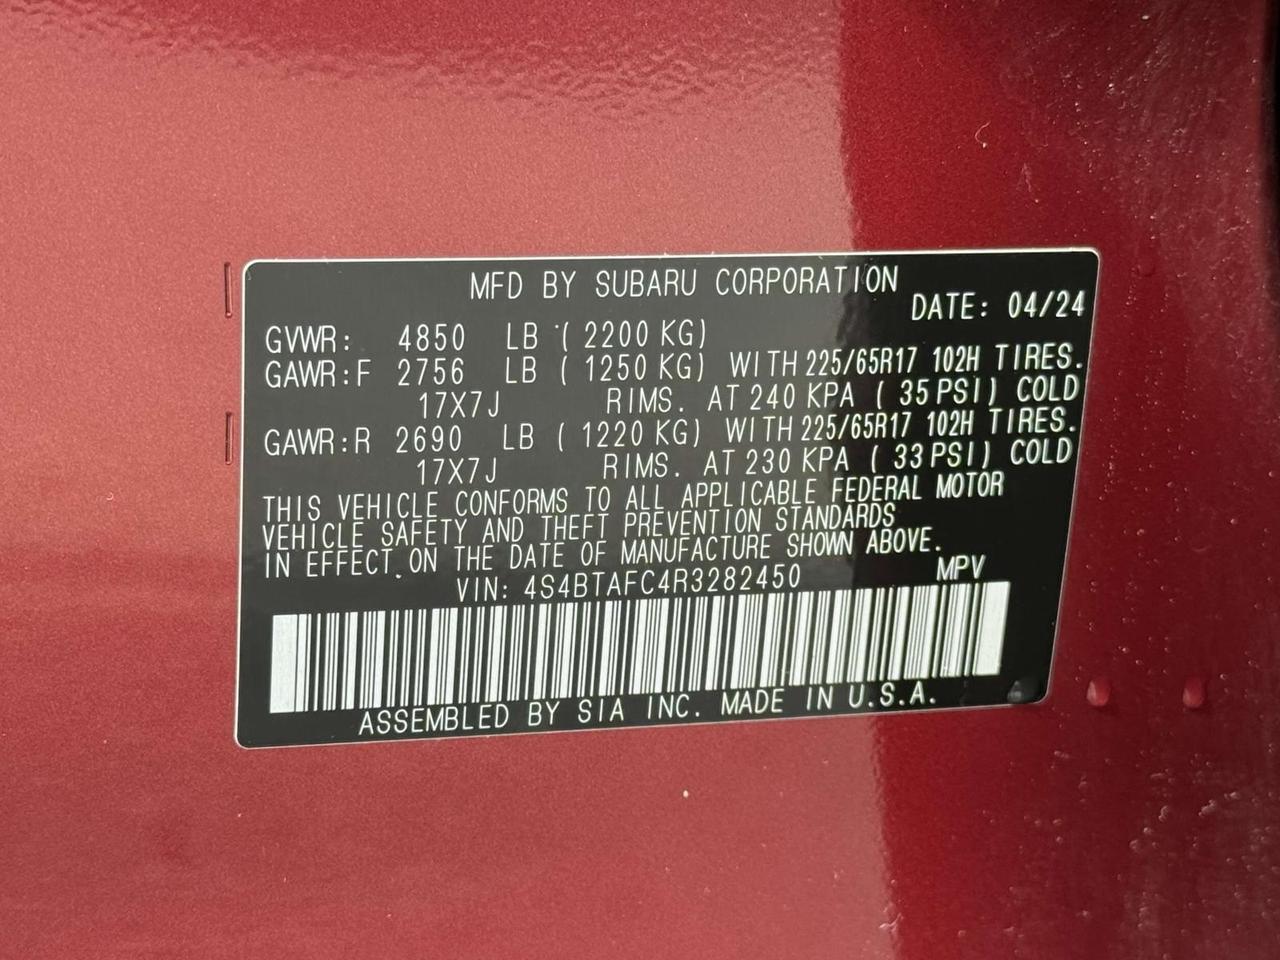 MFD BY SUBARU CORPORATION
DATE: 04/24
GVWR: 4850 LB ( 2200 KG)
GAWR:F 2756 LB ( 1250 KG) WITH 225/65R17 102H TIRES.
17X7J RIMS. AT 240 KPA ( 35 PSI) COLD
GAWR:R 2690 LB ( 1220 KG) WITH 225/65R17 102H TIRES.
17X7J RIMS. AT 230 KPA ( 33 PSI) COLD
THIS VEHICLE CONFORMS TO ALL APPLICABLE FEDERAL MOTOR
VEHICLE SAFETY AND THEFT PREVENTION STANDARDS
IN EFFECT ON THE DATE OF MANUFACTURE SHOWN ABOVE.
VIN: 4S4BTAFC4R3282450 MPV
ASSEMBLED BY SIA INC. MADE IN U.S.A.